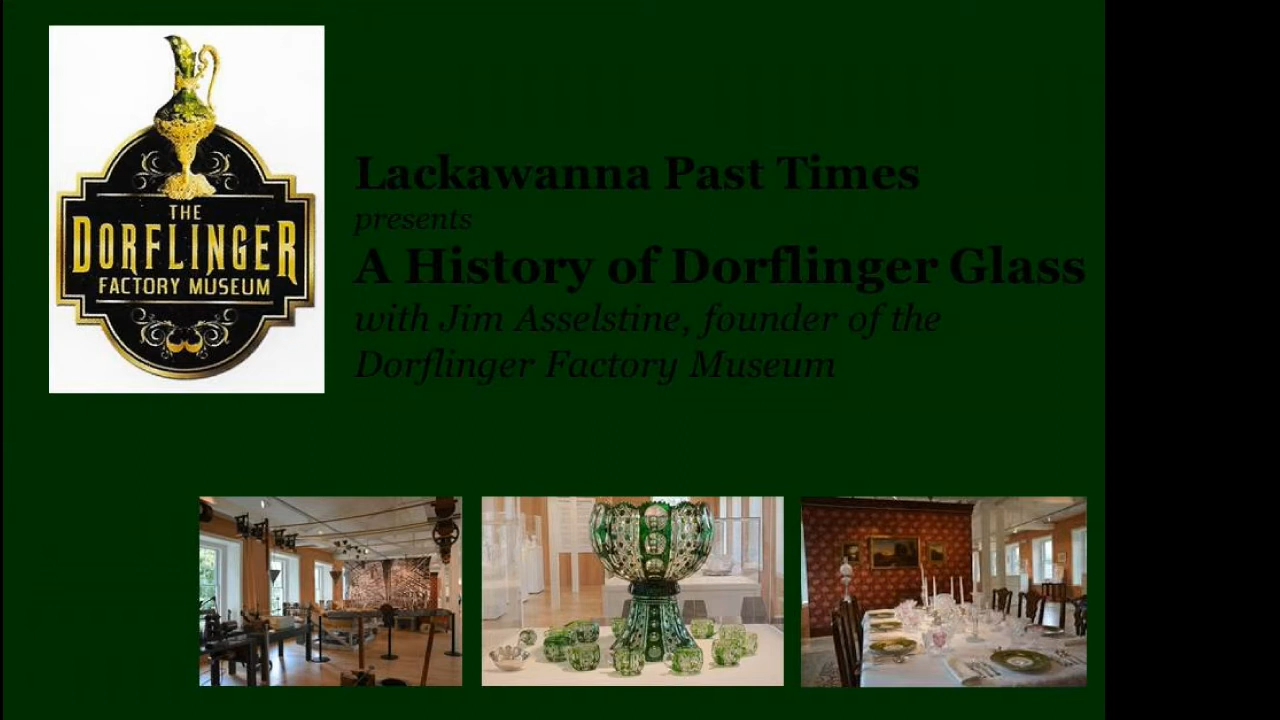 THE
DORFLINGER
FACTORY MUSEUM
Lackawanna Past Times
presents
A History of Dorflinger Glass
with Jim Asselstine, founder of the
Dorflinger Factory Museum